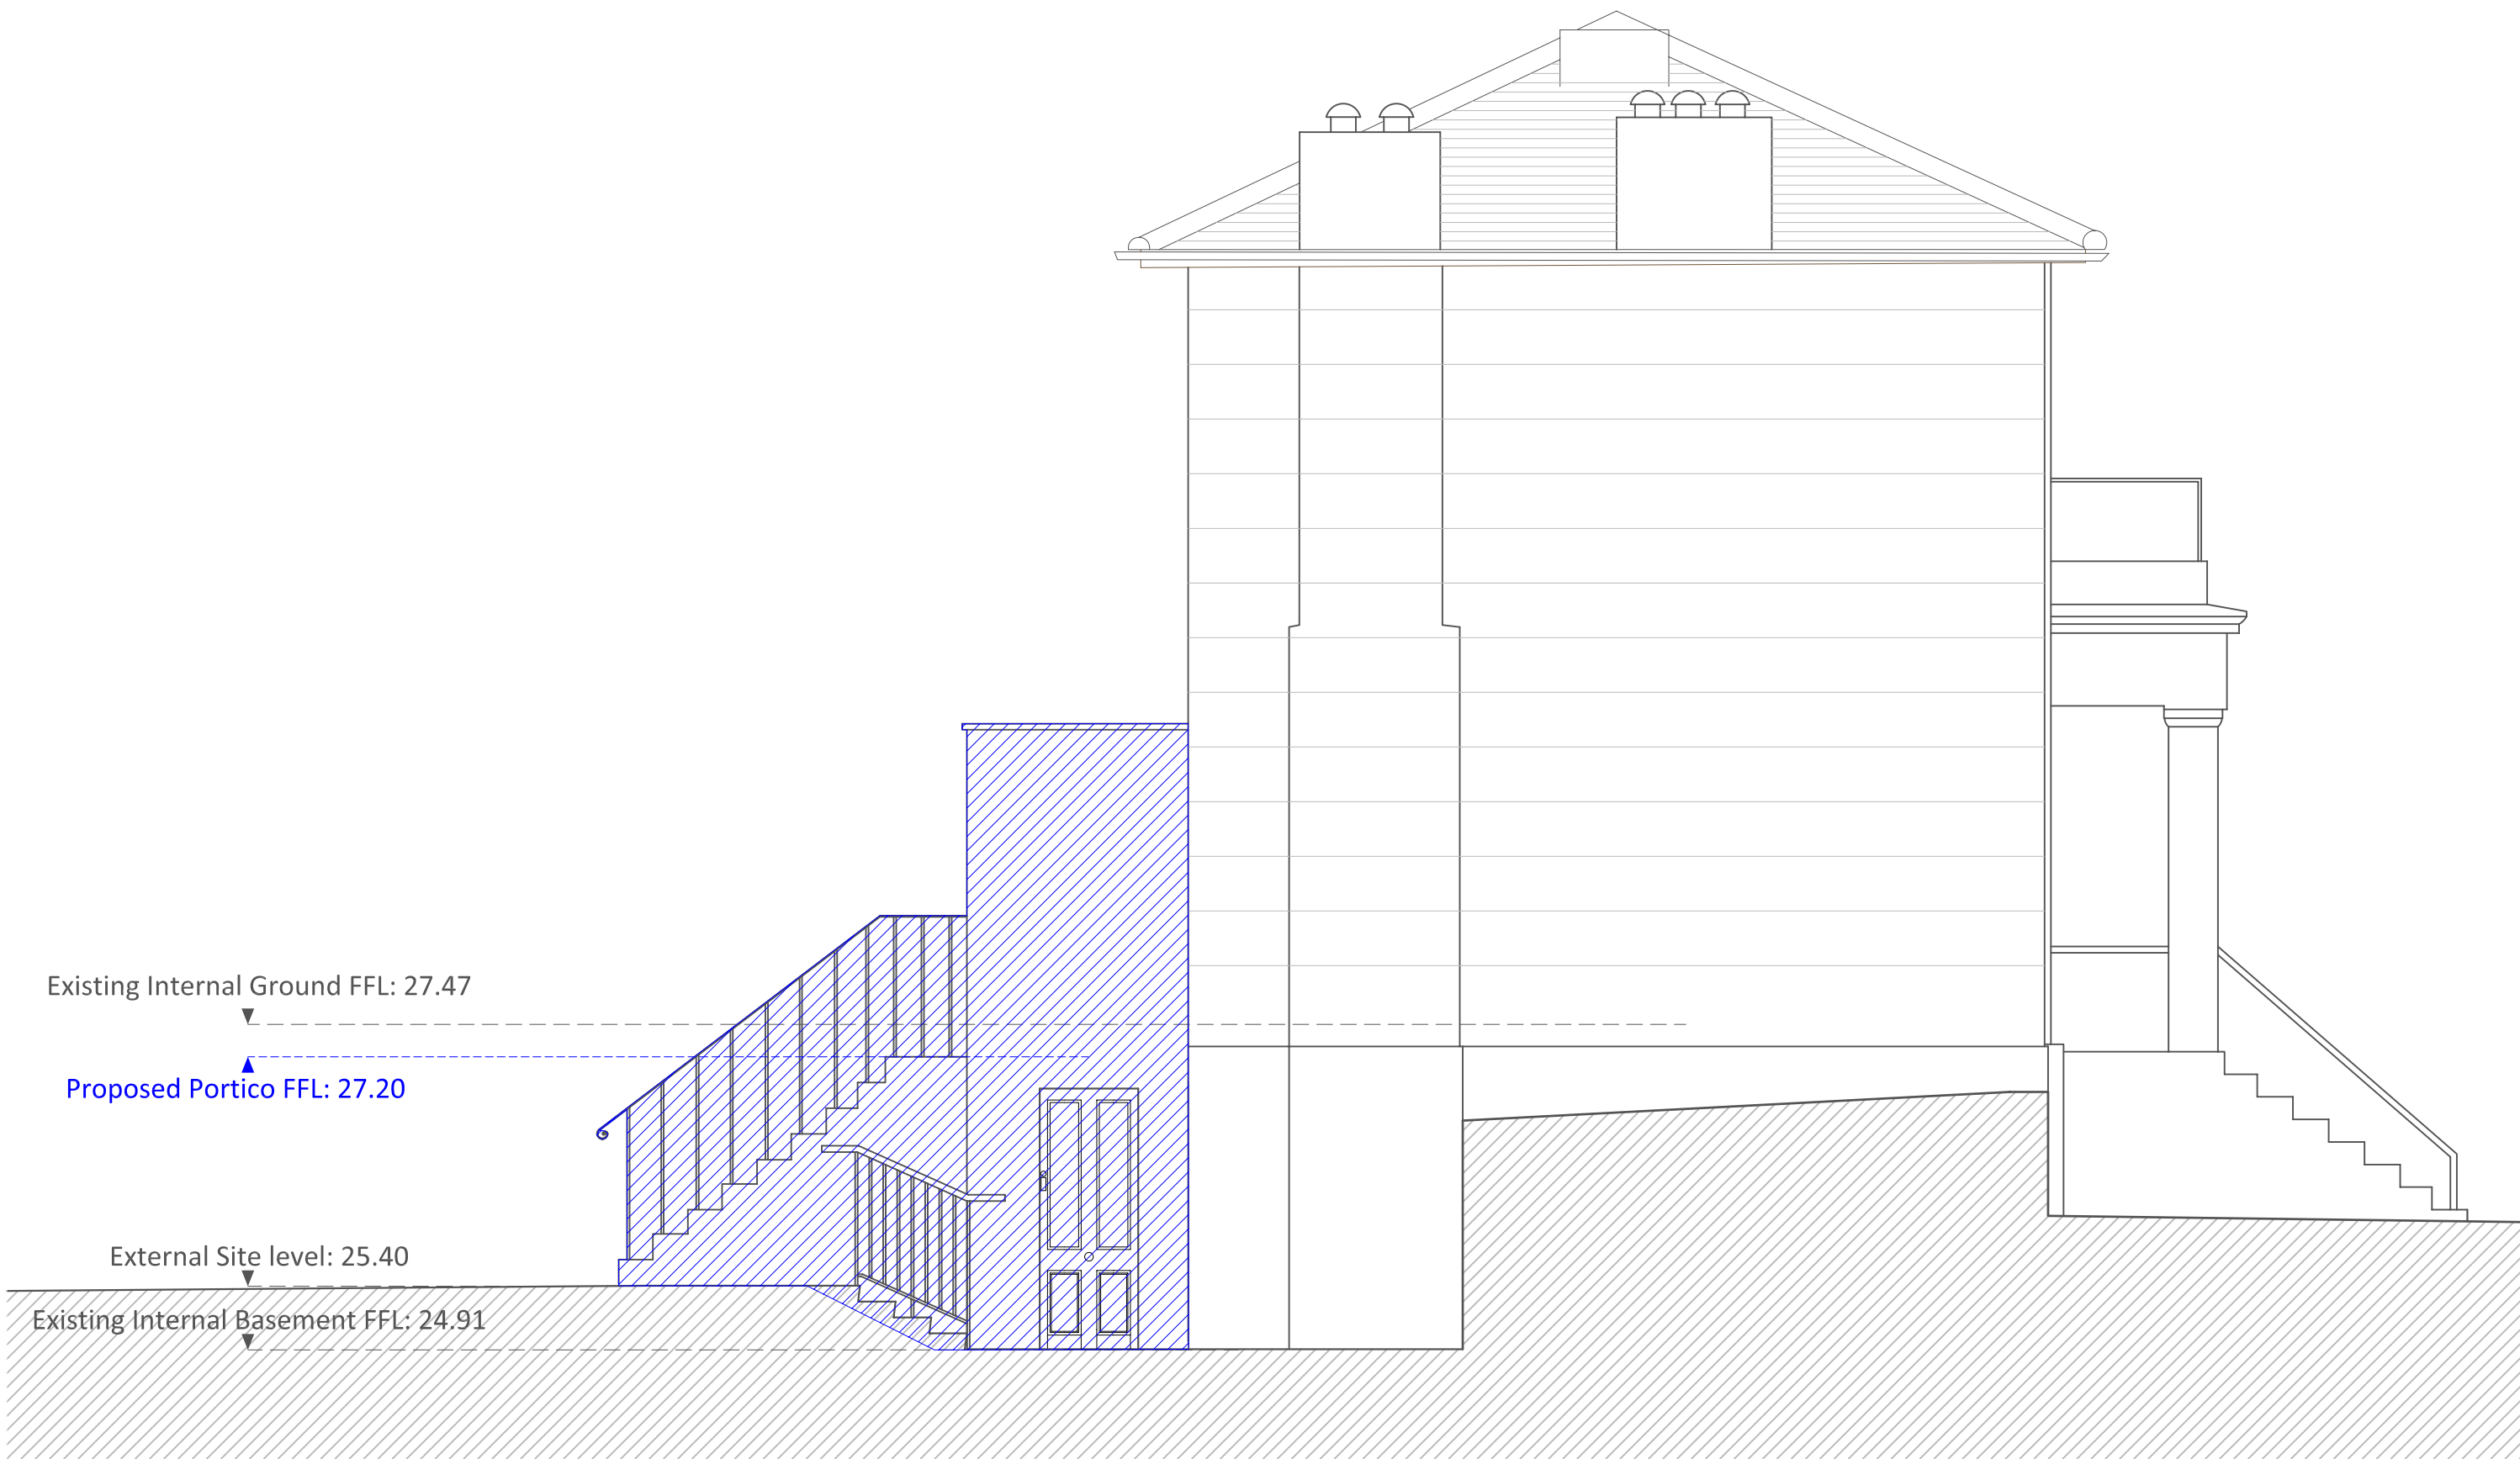 Existing Internal Ground FFL: 27.47
Proposed Portico FFL: 27.20
External Site level: 25.40
Existing Internal Basement FFL: 24.91